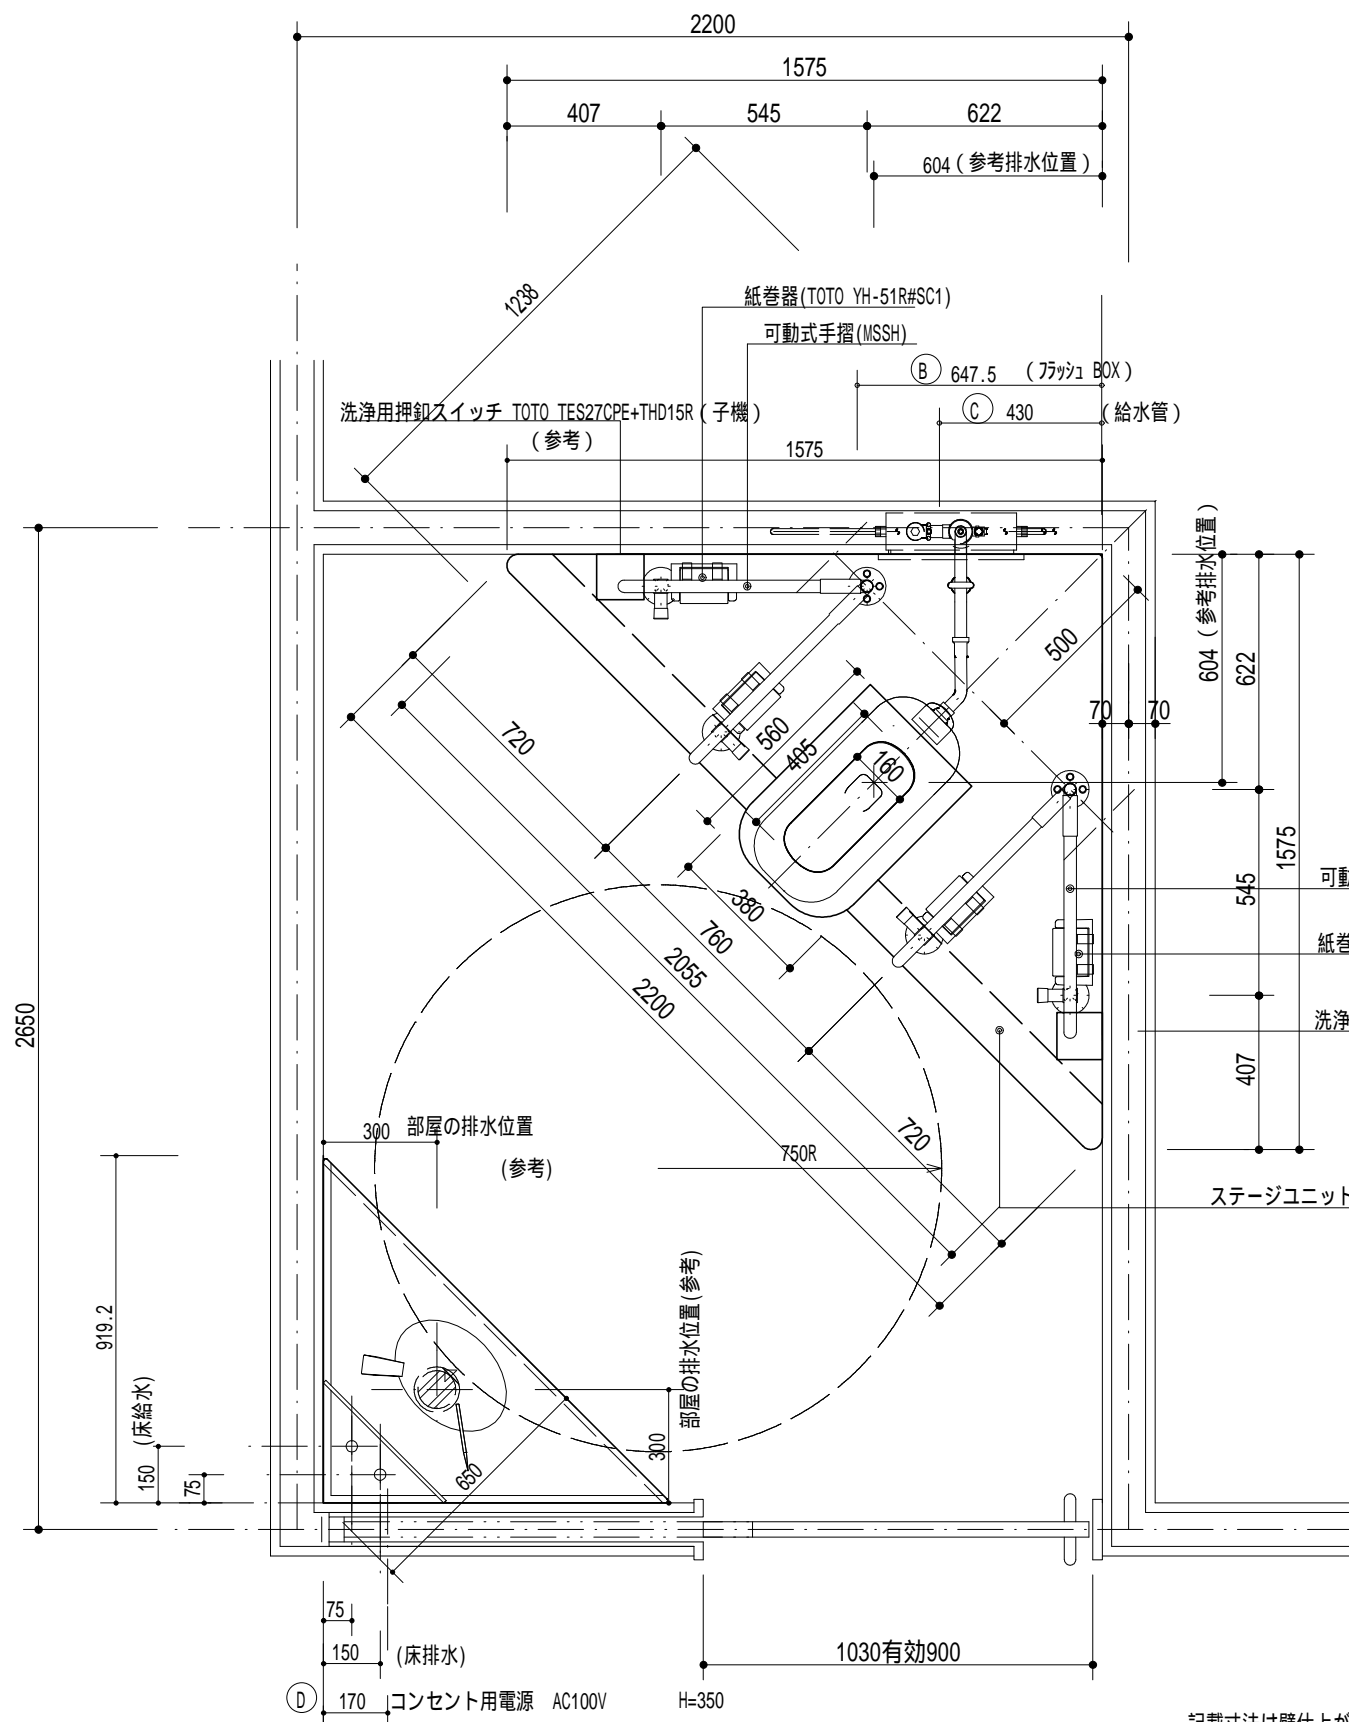 2200
1575
407
545
622
604(参考排水位置)
1238
紙巻器(TOTO YH-51R#SC1)
可動式手摺(MSSH)
B 647.5 (フラッシュ BOX)
洗浄用押釦スイッチ TOTO TES27CPE+THD15R(子機)
(参考)
C 430 (給水管)
1575
604(参考排水位置)
622
500
70
70
720
560
405
160
1575
545
可動
380
760
2055
2200
紙巻
2650
洗浄
407
720
300 部屋の排水位置
(参考)
750R
ステージユニット
部屋の排水位置(参考)
300
919.2
(床給水)
150
75
650
75
150 (床排水)
1030有効900
D 170 コンセント用電源 AC100V H=350